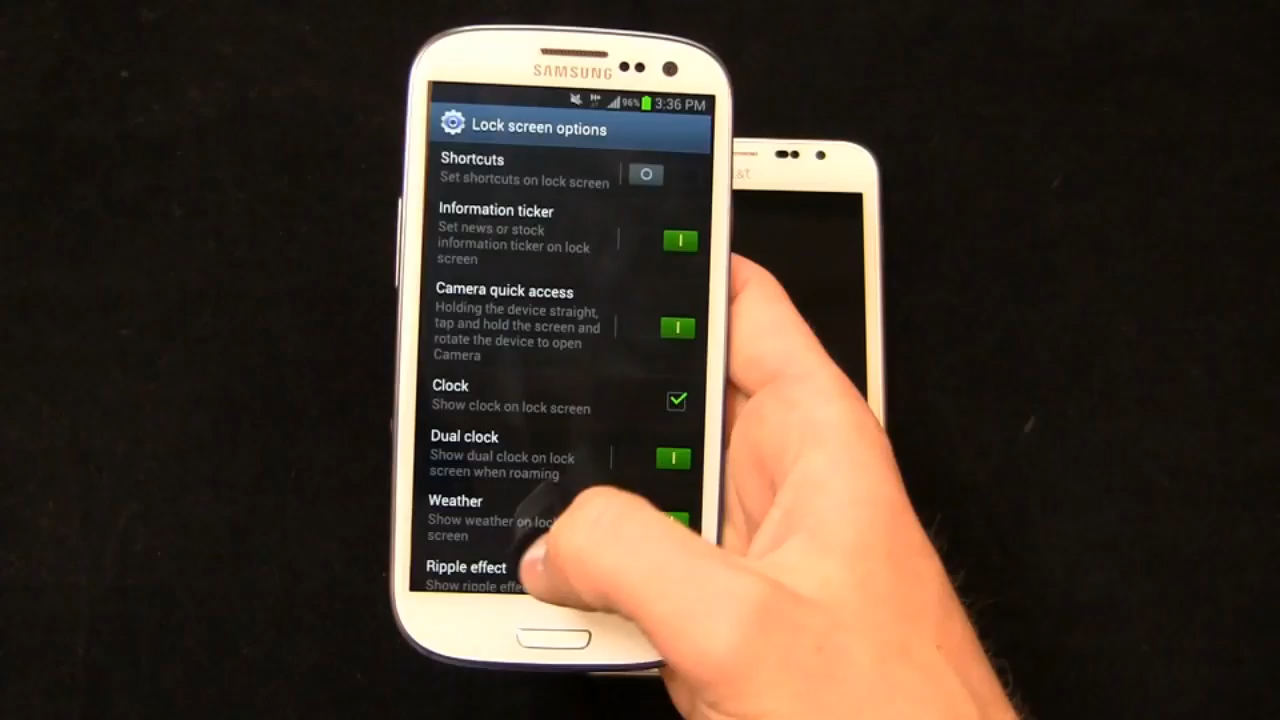 SAMSUNG
96% 3:36 PM
Lock screen options
Shortcuts
Set shortcuts on lock screen
Information ticker
Set news or stock
information ticker on lock
screen
Camera quick access
Holding the device straight,
tap and hold the screen and
rotate the device to open
Camera
Clock
Show clock on lock screen
Dual clock
Show dual clock on lock
screen when roaming
Weather
Show weather on lock
screen
Ripple effect
Show ripple
at&t